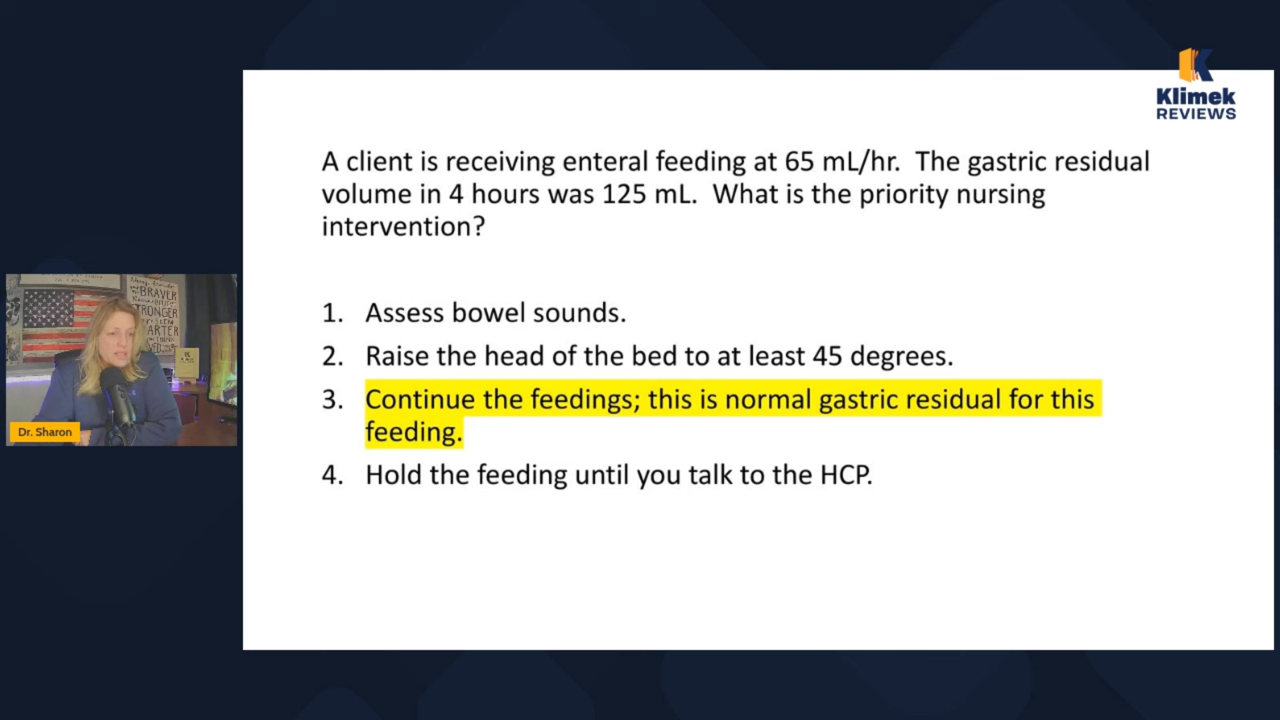 Klimek
REVIEWS
A client is receiving enteral feeding at 65 mL/hr. The gastric residual
volume in 4 hours was 125 mL. What is the priority nursing
intervention?
1. Assess bowel sounds.
2. Raise the head of the bed to at least 45 degrees.
3. Continue the feedings; this is normal gastric residual for this
feeding.
4. Hold the feeding until you talk to the HCP.
BRAVER
Dr. Sharon